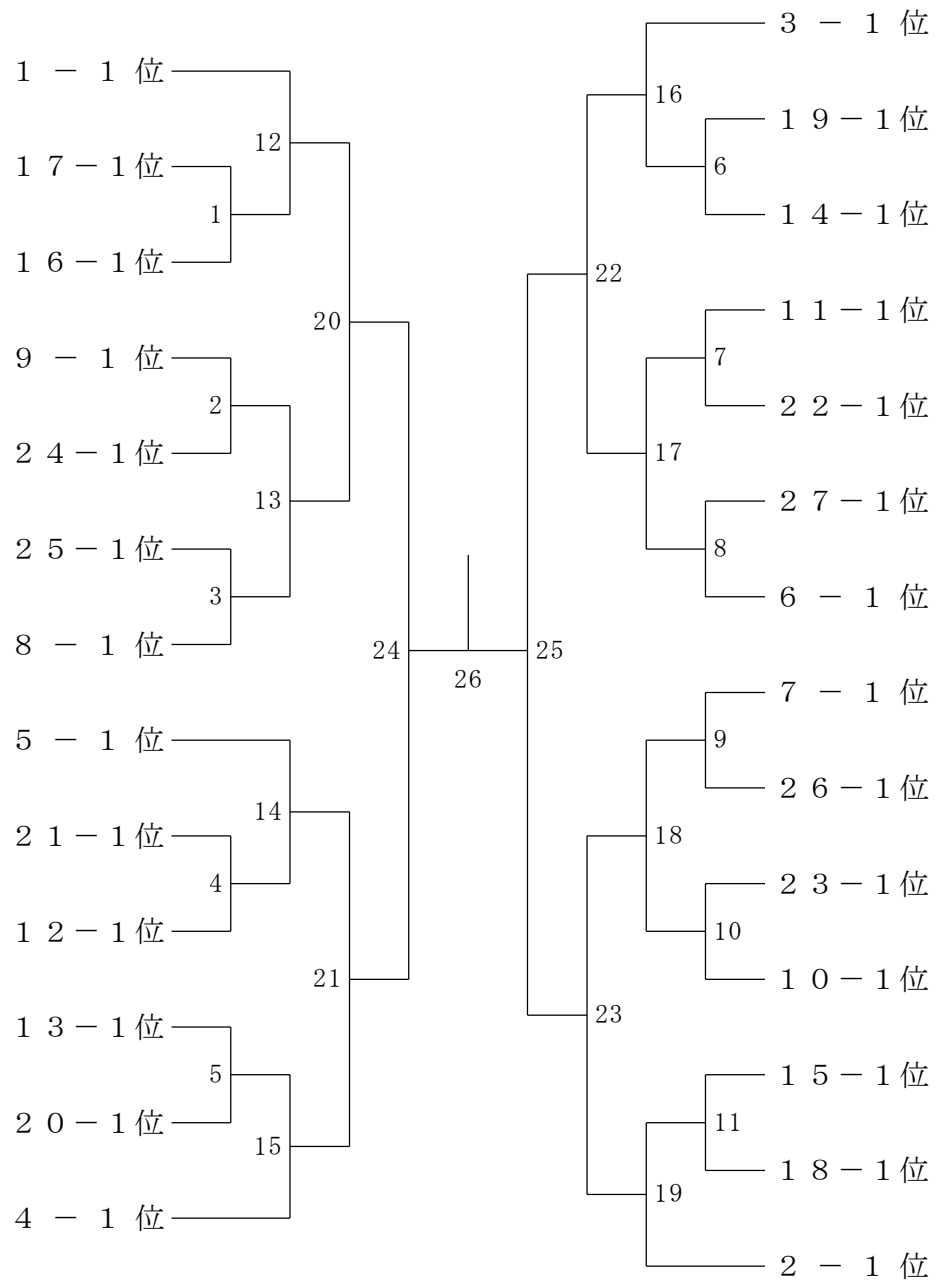 1 － 1 位
１７－１位
１６－１位
9 － 1 位
２４－１位
２５－１位
8 － 1 位
5 － 1 位
２１－１位
１２－１位
１３－１位
２０－１位
4 － 1 位
12
1
20
2
13
3
24
14
4
21
5
15
26
3 － 1 位
１９－１位
１４－１位
１１－１位
２２－１位
２７－１位
6 － 1 位
7 － 1 位
２６－１位
２３－１位
１０－１位
１５－１位
１８－１位
2 － 1 位
16
6
22
7
17
8
25
9
18
10
23
11
19